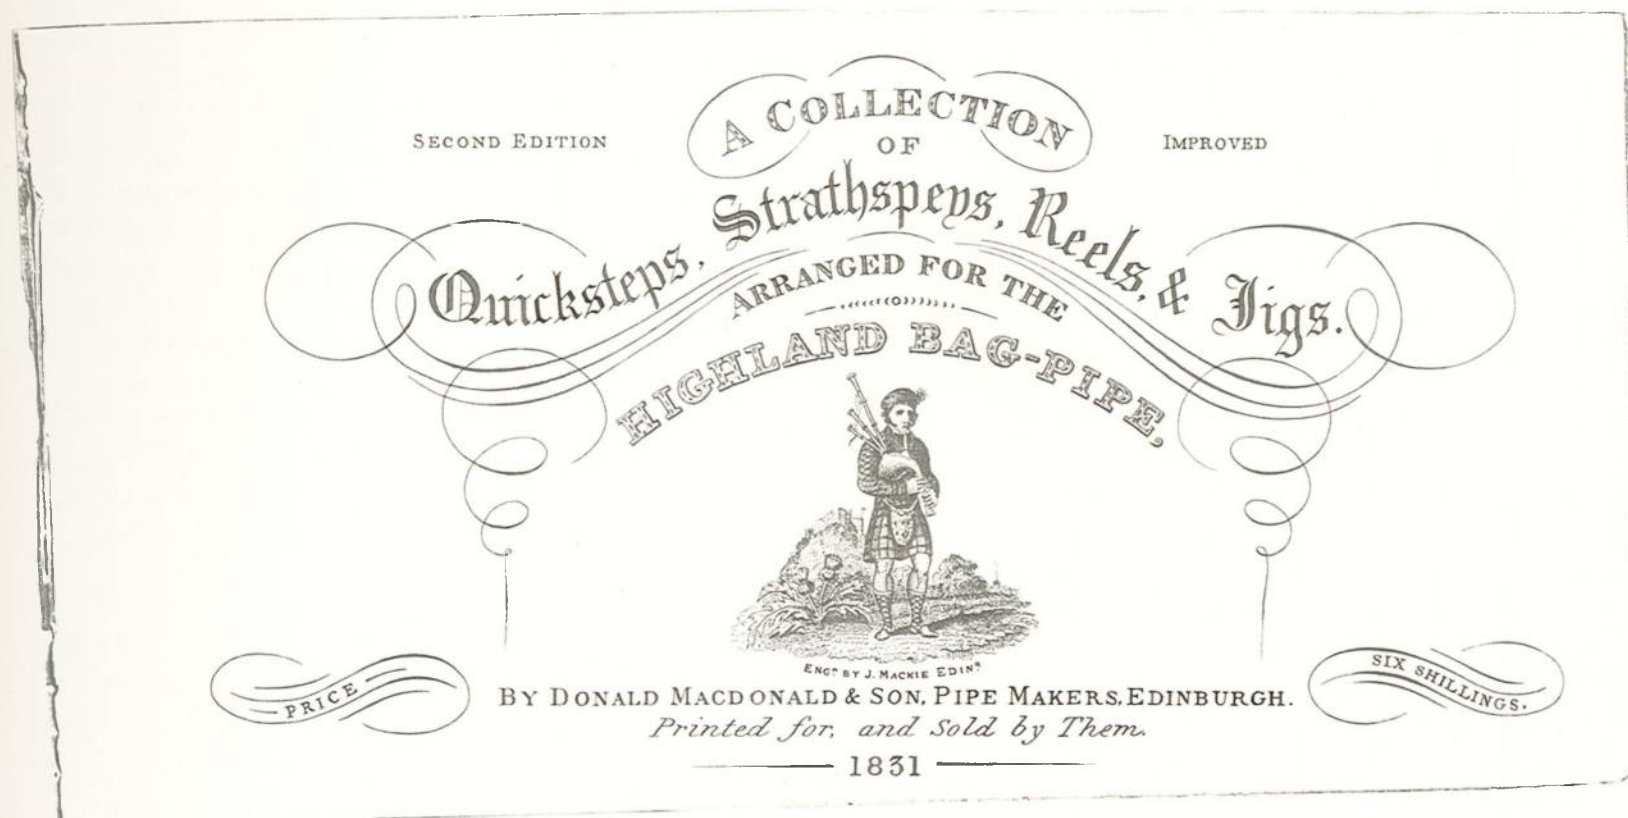 SECOND EDITION
IMPROVED
A COLLECTION
OF
Quicksteps, Strathspeys, Reels, & Jigs.
ARRANGED FOR THE
HIGHLAND BAG-PIPE,
ENGD BY J. MACKIE EDINR
BY DONALD MACDONALD & SON, PIPE MAKERS, EDINBURGH.
Printed for, and Sold by Them.
PRICE
SIX SHILLINGS.
1831